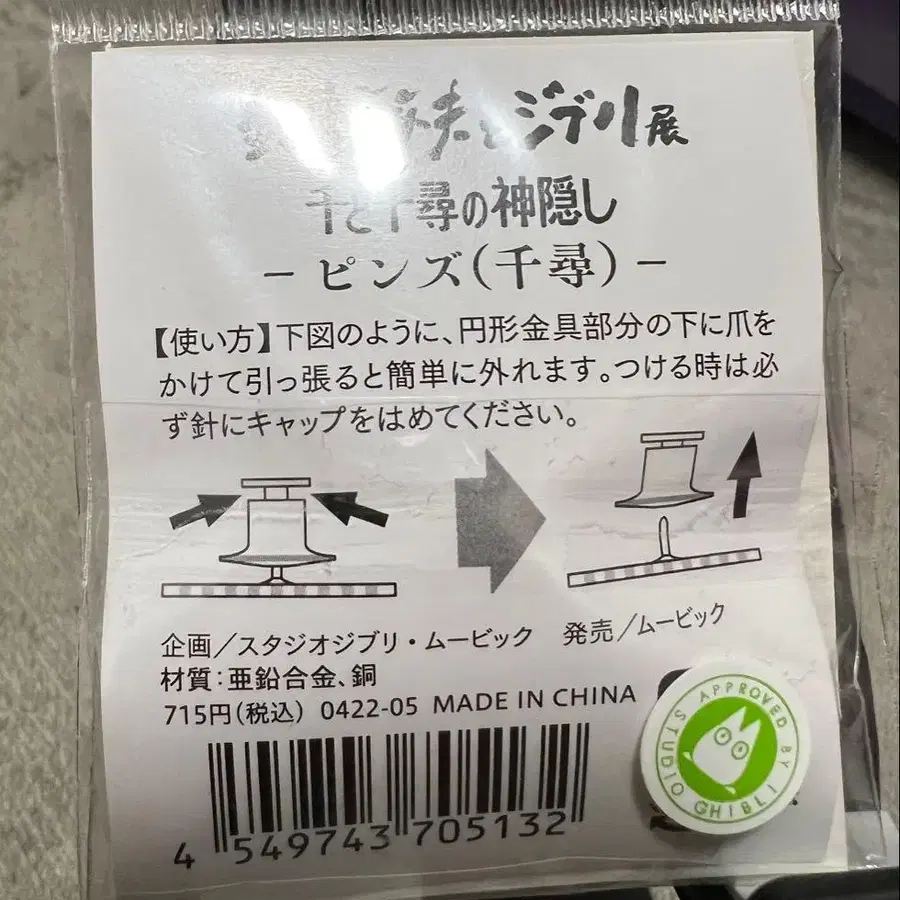 ジブリ展
千と千尋の神隠し
− ピンズ(千尋) −
【使い方】下図のように、円形金具部分の下に爪を
かけて引っ張ると簡単に外れます。つける時は必
ず針にキャップをはめてください。
企画/スタジオジブリ・ムービック 発売/ムービック
材質：亜鉛合金、銅
715円(税込) 0422-05 MADE IN CHINA
4 549743 705132
APPROVED BY STUDIO GHIBLI